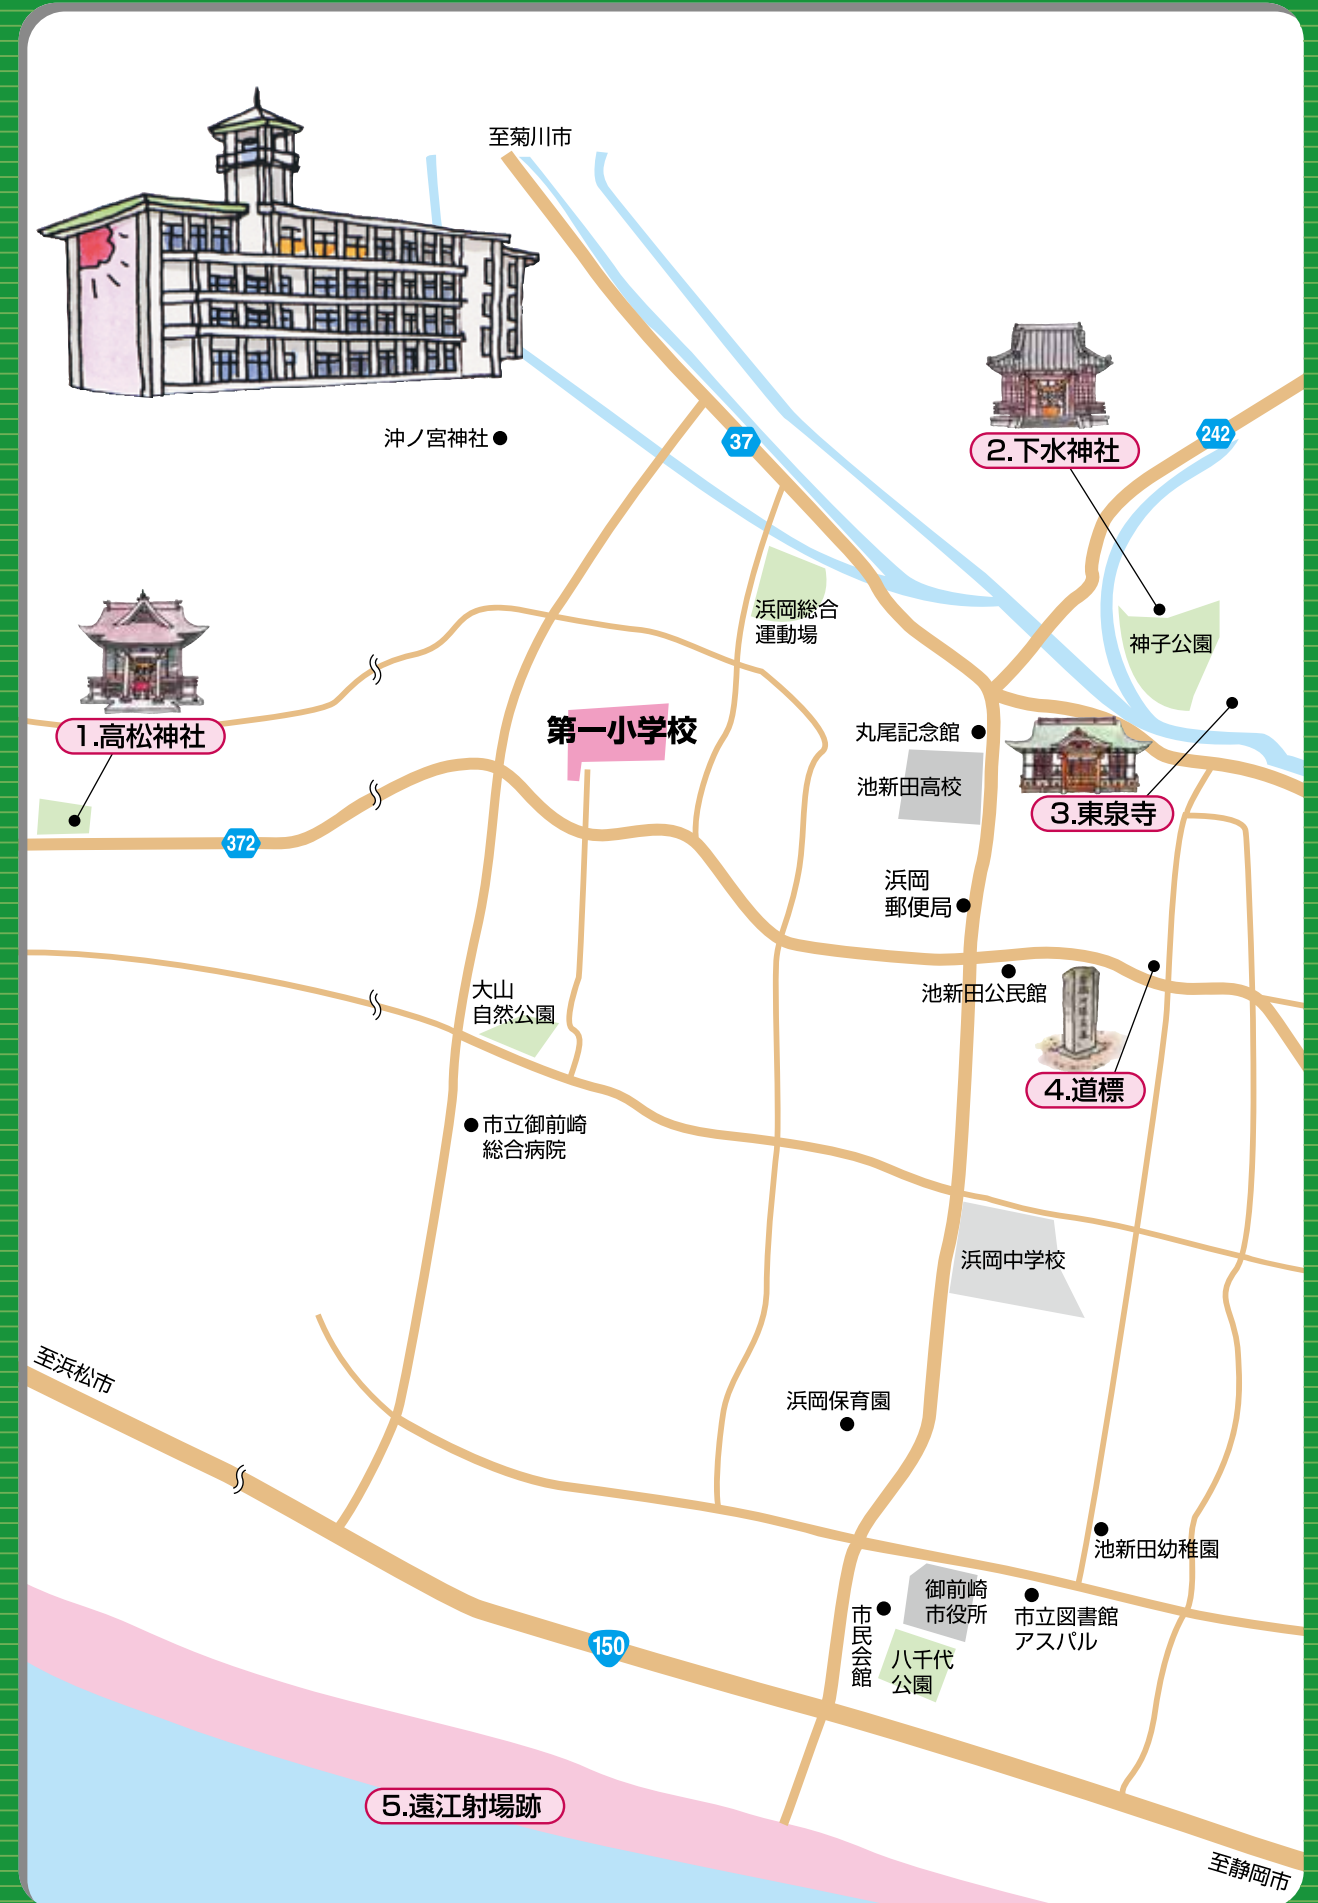 至菊川市
沖ノ宮神社
37
242
2.下水神社
浜岡総合
運動場
神子公園
1.高松神社
第一小学校
丸尾記念館
池新田高校
3.東泉寺
372
浜岡
郵便局
大山
自然公園
池新田公民館
4.道標
市立御前崎
総合病院
浜岡中学校
至浜松市
浜岡保育園
池新田幼稚園
御前崎
市役所
市立図書館
アスパル
市民会館
八千代
公園
150
5.遠江射場跡
至静岡市